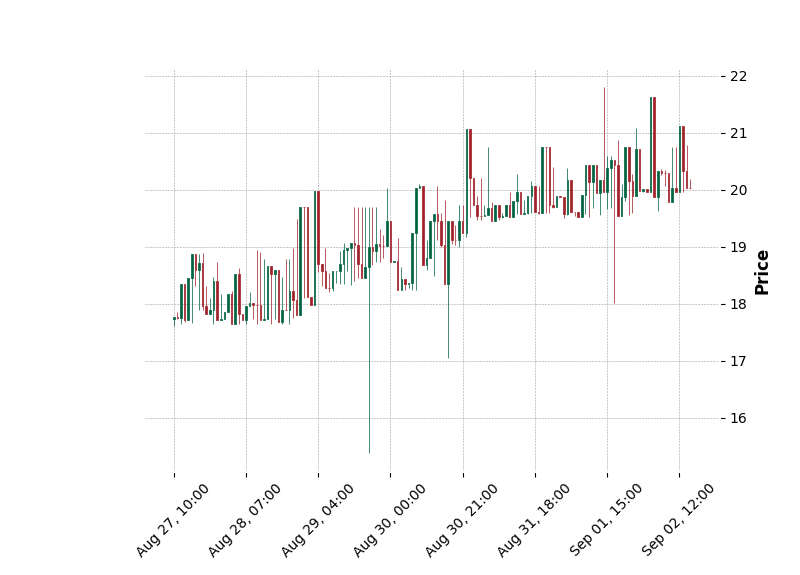 22
21
20
19
18
17
16
Price
Aug 27, 10:00
Aug 28, 07:00
Aug 29, 04:00
Aug 30, 00:00
Aug 30, 21:00
Aug 31, 18:00
Sep 01, 15:00
Sep 02, 12:00